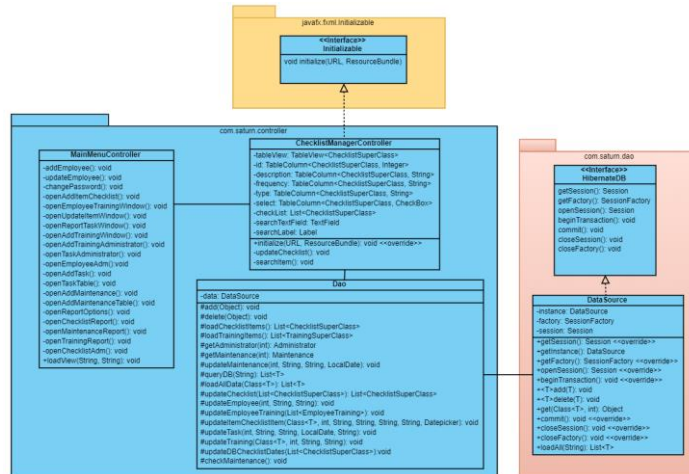 javafx.fxml.Initializable
<<Interface>>
Initializable
void initialize(URL, ResourceBundle)
com.saturn.controller
MainMenuController
-addEmployee(): void
-updateEmployee(): void
-changePassword(): void
-openAddItemChecklist(): void
-openEmployeeTrainingWindow(): void
-openUpdateItemWindow(): void
-openReportTaskWindow(): void
-openAddTrainingWindow(): void
-openAddTrainingAdministrator(): void
-openTaskAdministrator(): void
-openEmployeeAdm(): void
-openAddTask(): void
-openTaskTable(): void
-openAddMaintenance(): void
-openAddMaintenanceTable(): void
-openReportOptions(): void
-openChecklistReport(): void
-openMaintenanceReport(): void
-openTrainingReport(): void
-openChecklistAdm(): void
+loadView(String, String): void
ChecklistManagerController
-tableView: TableView<ChecklistSuperClass>
-id: TableColumn<ChecklistSuperClass, Integer>
-description: TableColumn<ChecklistSuperClass, String>
-frequency: TableColumn<ChecklistSuperClass, String>
-type: TableColumn<ChecklistSuperClass, String>
-select: TableColumn<ChecklistSuperClass, CheckBox>
-checkList: List<ChecklistSuperClass>
-searchTextField: TextField
-searchLabel: Label
+initialize(URL, ResourceBundle): void <<override>>
-updateChecklist(): void
-searchItem(): void
Dao
-data: DataSource
#add(Object): void
#delete(Object): void
#loadChecklistItems(): List<ChecklistSuperClass>
#loadTrainingItems(): List<TrainingSuperClass>
#getAdministrator(int): Administrator
#getMaintenance(int): Maintenance
#updateMaintenance(int, String, String, LocalDate): void
#queryDB(String): List<T>
#loadAllData(Class<T>): List<T>
#updateChecklist(List<ChecklistSuperClass>): List<ChecklistSuperClass>
#updateEmployee(int, String, String): void
#updateEmployeeTraining(List<EmployeeTraining>): void
#updateItemChecklistItem(Class<T>, int, String, String, String, String, Datepicker): void
#updateTask(int, String, String, LocalDate, String): void
#updateTraining(Class<T>, int, String, String): void
#updateDBChecklistDates(List<ChecklistSuperClass>):void
#checkMaintenance(): void
com.saturn.dao
<<Interface>>
HibernateDB
getSession(): Session
getFactory(): SessionFactory
openSession(): Session
beginTransaction(): void
commit(): void
closeSession(): void
closeFactory(): void
DataSource
-instance: DataSource
-factory: SessionFactory
-session: Session
+getSession(): Session <<override>>
+getInstance(): DataSource
+getFactory(): SessionFactory <<override>>
+openSession(): Session <<override>>
+beginTransaction(): void <<override>>
+<T>add(T): void
+<T>delete(T): void
+get(Class<T>, int): Object
+commit(): void <<override>>
+closeSession(): void <<override>>
+closeFactory(): void <<override>>
+loadAll(String): List<T>